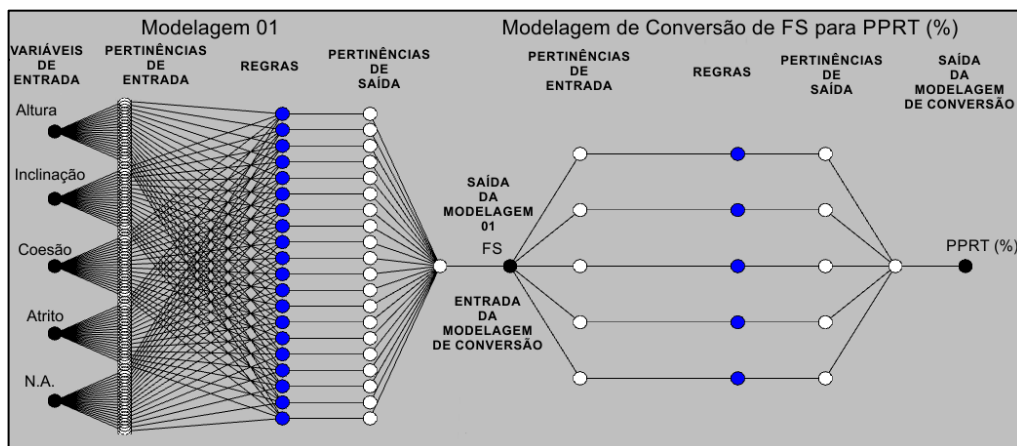 Modelagem 01
Modelagem de Conversão de FS para PPRT (%)
VARIÁVEIS
DE
ENTRADA
PERTINÊNCIAS
DE
ENTRADA
REGRAS
PERTINÊNCIAS
DE
SAÍDA
PERTINÊNCIAS
DE
ENTRADA
REGRAS
PERTINÊNCIAS
DE
SAÍDA
SAÍDA
DA
MODELAGEM
DE CONVERSÃO
Altura
Inclinação
Coesão
Atrito
N.A.
SAÍDA
DA
MODELAGEM
01
FS
ENTRADA
DA
MODELAGEM
DE CONVERSÃO
PPRT (%)